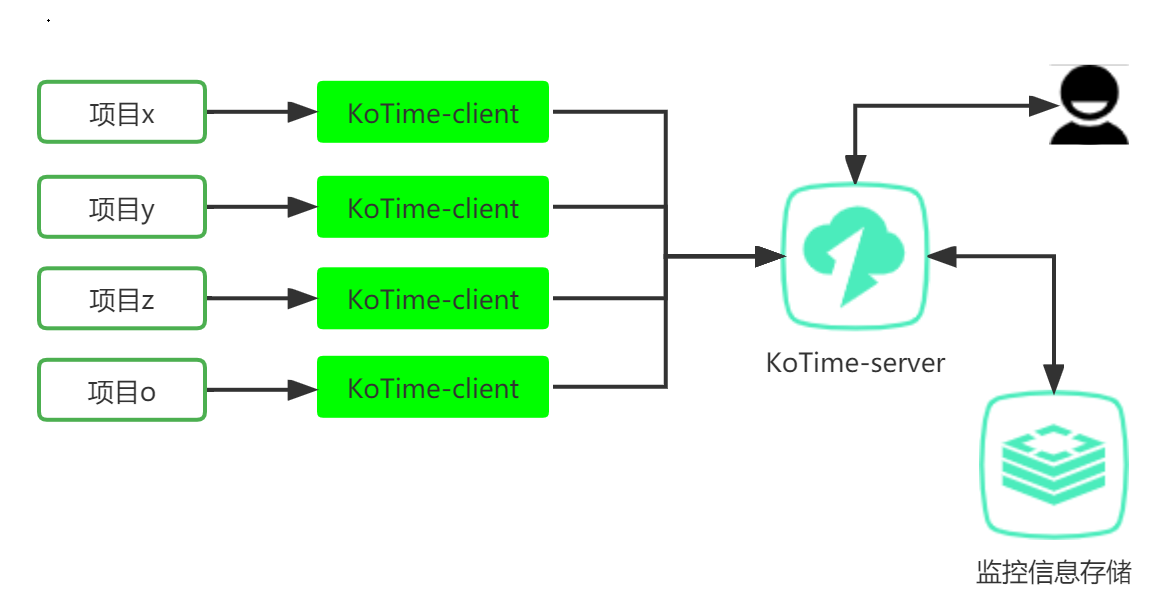 项目x
KoTime-client
项目y
KoTime-client
项目z
KoTime-client
项目o
KoTime-client
KoTime-server
监控信息存储